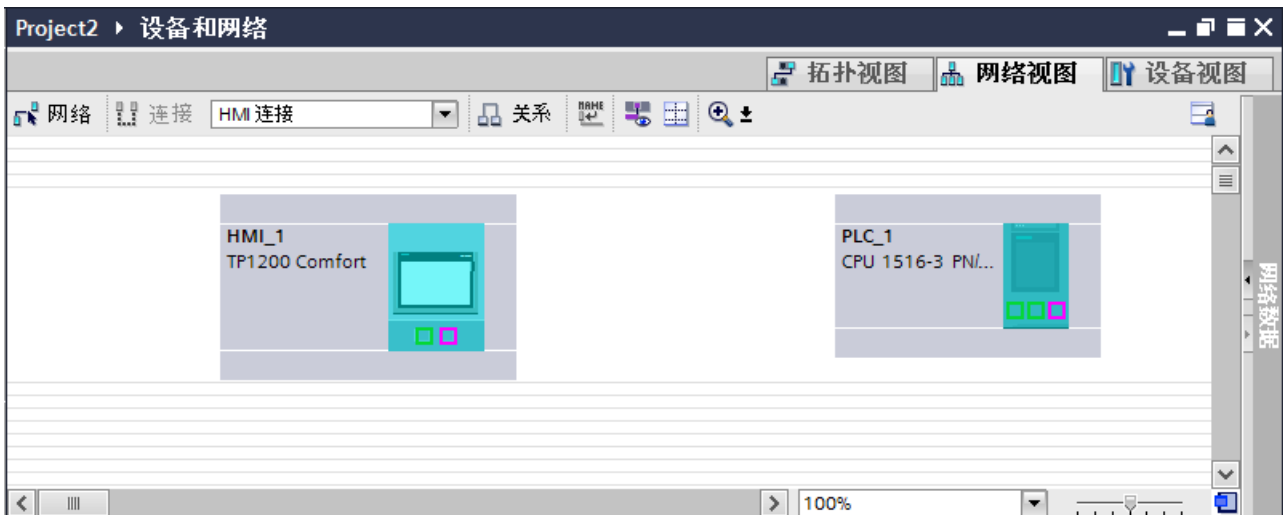 Project2 ▸ 设备和网络
拓扑视图 网络视图 设备视图
网络 连接 HMI 连接 关系
HMI_1
TP1200 Comfort
PLC_1
CPU 1516-3 PN/...
网络数据
100%